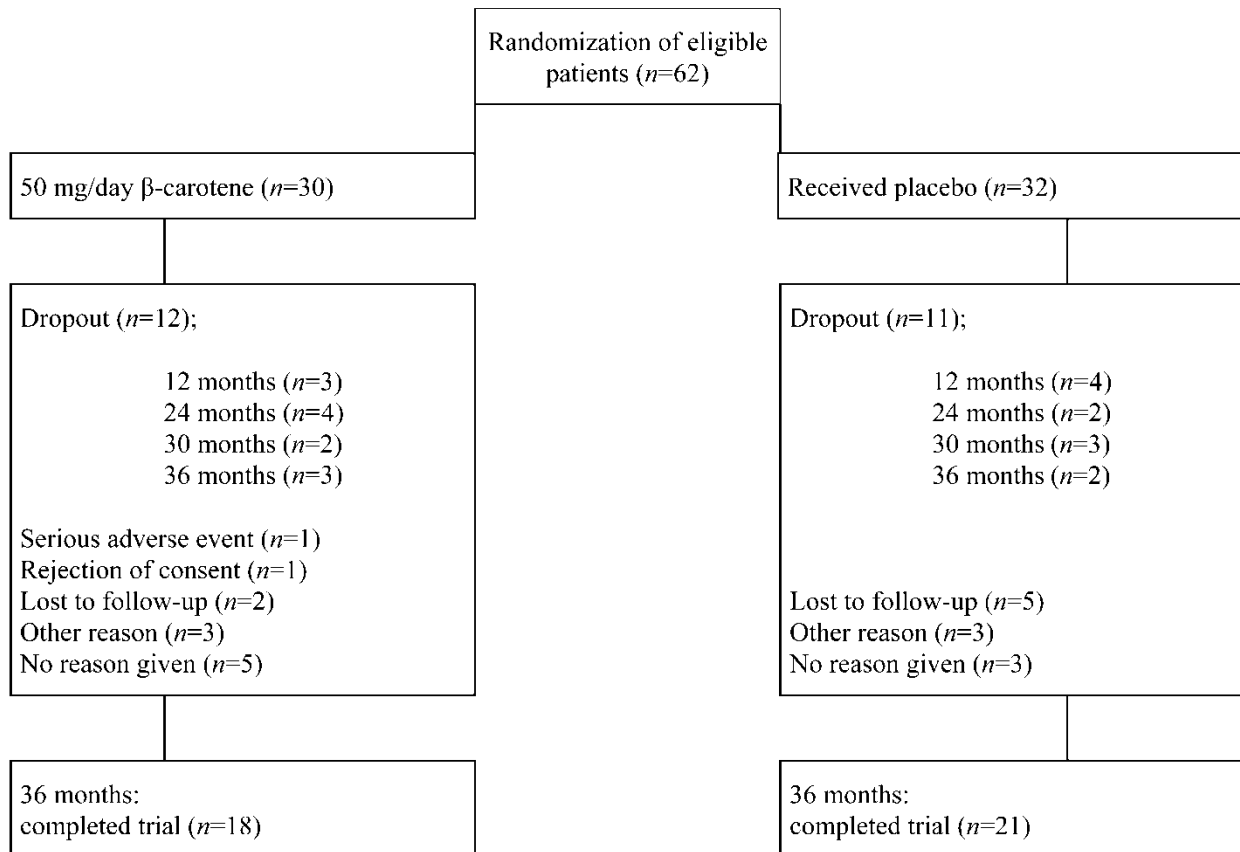 Randomization of eligible
patients (n=62)
50 mg/day β-carotene (n=30)
Received placebo (n=32)
Dropout (n=12);
12 months (n=3)
24 months (n=4)
30 months (n=2)
36 months (n=3)
Serious adverse event (n=1)
Rejection of consent (n=1)
Lost to follow-up (n=2)
Other reason (n=3)
No reason given (n=5)
Dropout (n=11);
12 months (n=4)
24 months (n=2)
30 months (n=3)
36 months (n=2)
Lost to follow-up (n=5)
Other reason (n=3)
No reason given (n=3)
36 months:
completed trial (n=18)
36 months:
completed trial (n=21)